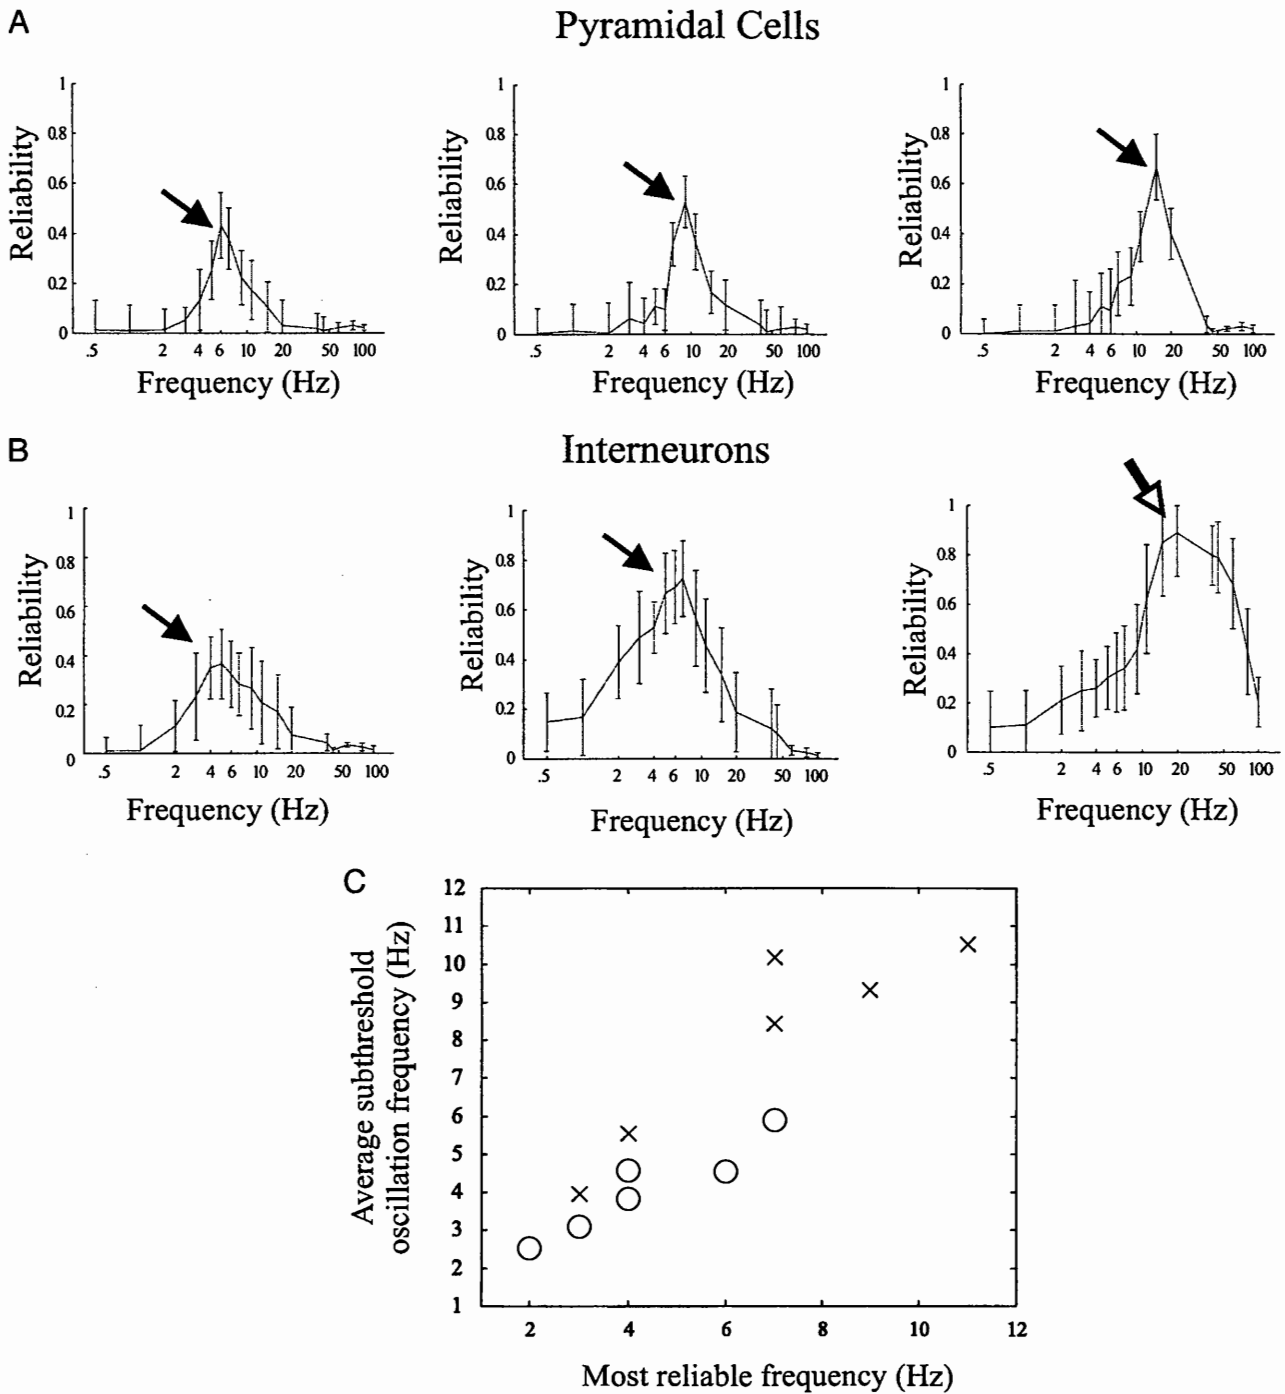 A
Pyramidal Cells
1
0.8
0.6
0.4
0.2
0
Reliability
.5 2 4 6 10 20 50 100
Frequency (Hz)
1
0.8
0.6
0.4
0.2
0
Reliability
.5 2 4 6 10 20 50 100
Frequency (Hz)
1
0.8
0.6
0.4
0.2
0
Reliability
.5 2 4 6 10 20 50 100
Frequency (Hz)
B
Interneurons
1
0.8
0.6
0.4
0.2
0
Reliability
.5 2 4 6 10 20 50 100
Frequency (Hz)
1
0.8
0.6
0.4
0.2
0
Reliability
.5 2 4 6 10 20 50 100
Frequency (Hz)
1
0.8
0.6
0.4
0.2
0
Reliability
.5 2 4 6 10 20 50 100
Frequency (Hz)
C
Average subthreshold
oscillation frequency (Hz)
12
11
10
9
8
7
6
5
4
3
2
1
2 4 6 8 10 12
Most reliable frequency (Hz)